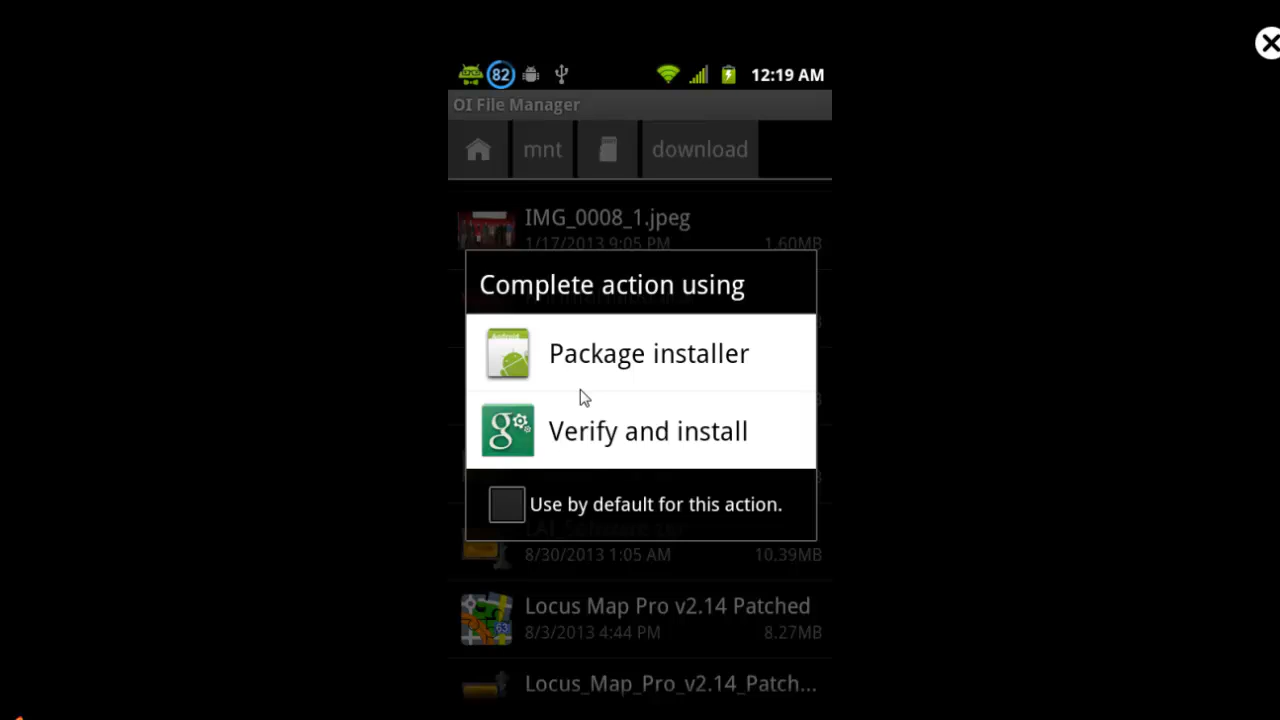 82
12:19 AM
OI File Manager
mnt
download
IMG_0008_1.jpeg
1/17/2013 9:05 PM 1.60MB
Complete action using
Package installer
Verify and install
Use by default for this action.
8/30/2013 1:05 AM 10.39MB
Locus Map Pro v2.14 Patched
8/3/2013 4:44 PM 8.27MB
Locus_Map_Pro_v2.14_Patch...